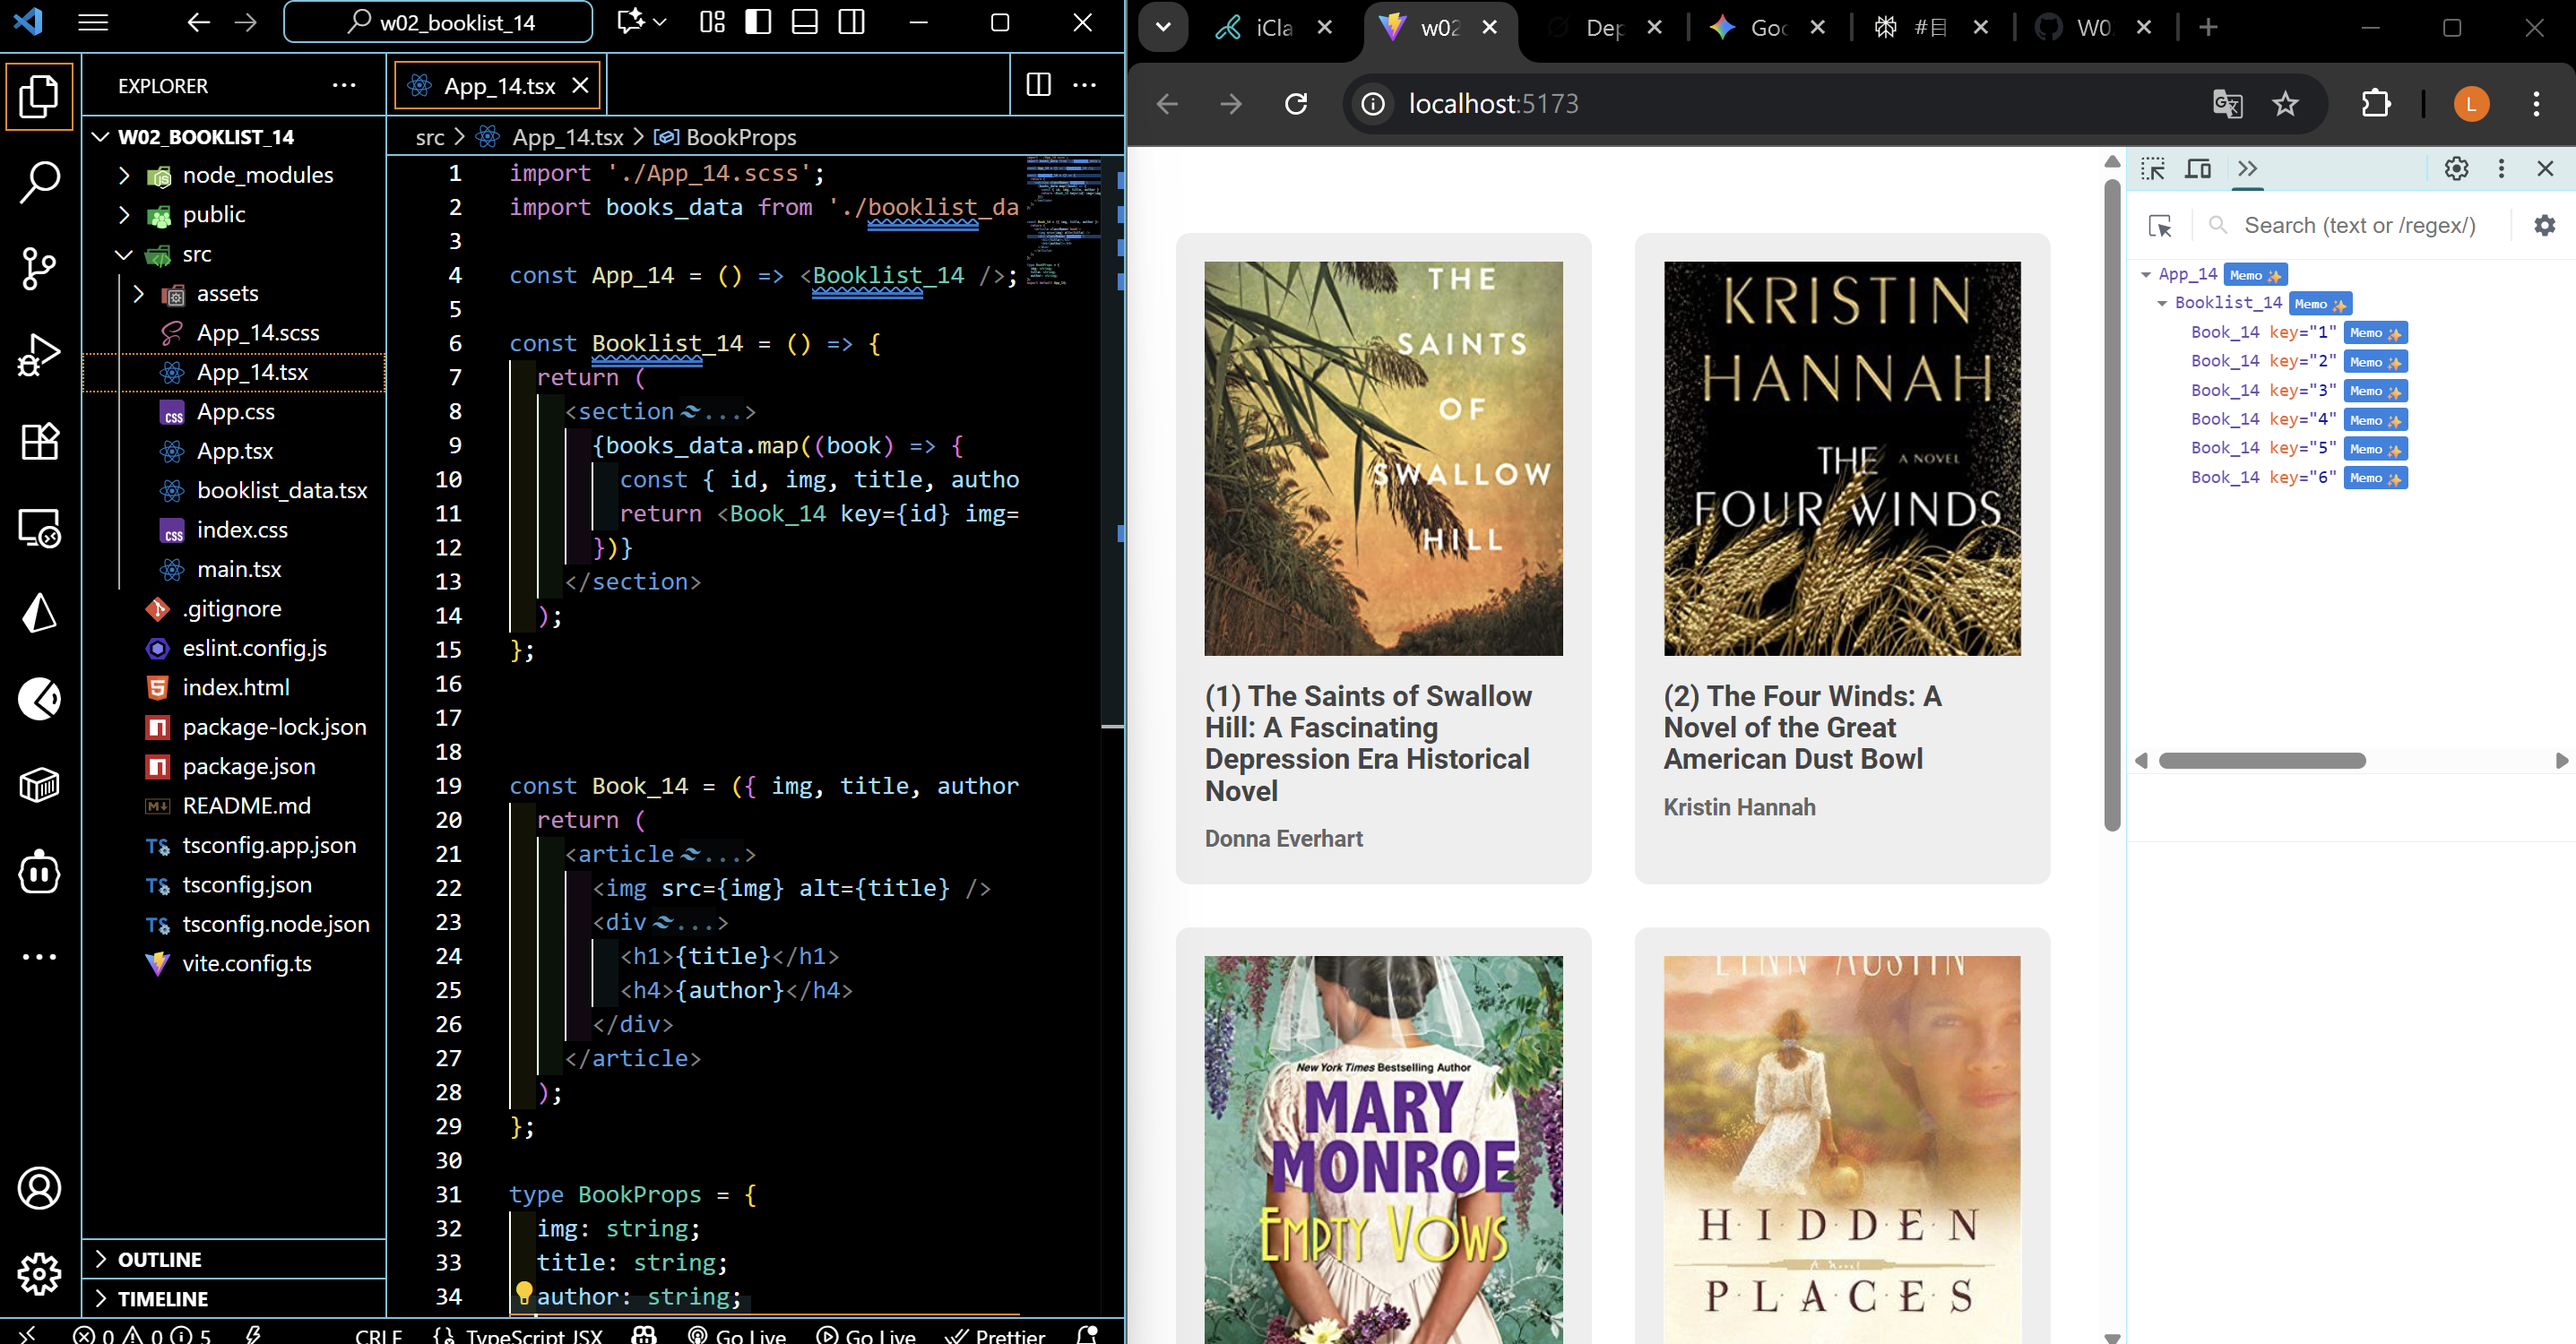 w02_booklist_14
EXPLORER
W02_BOOKLIST_14
node_modules
public
src
assets
App_14.scss
App_14.tsx
App.css
App.tsx
booklist_data.tsx
index.css
main.tsx
.gitignore
eslint.config.js
index.html
package-lock.json
package.json
README.md
tsconfig.app.json
tsconfig.json
tsconfig.node.json
vite.config.ts
OUTLINE
TIMELINE
App_14.tsx
src > App_14.tsx > BookProps
1 import './App_14.scss';
2 import books_data from './booklist_da
3
4 const App_14 = () => <Booklist_14 />;
5
6 const Booklist_14 = () => {
7 return (
8 <section ...>
9 {books_data.map((book) => {
10 const { id, img, title, autho
11 return <Book_14 key={id} img=
12 })}
13 </section>
14 );
15 };
16
17
18
19 const Book_14 = ({ img, title, author
20 return (
21 <article ...>
22 <img src={img} alt={title} />
23 <div ...>
24 <h1>{title}</h1>
25 <h4>{author}</h4>
26 </div>
27 </article>
28 );
29 };
30
31 type BookProps = {
32 img: string;
33 title: string;
34 author: string;
0 0 5 CRLF {} TypeScript JSX Go Live Go Live Prettier
iCla w02 Dep Goo #目 W0
localhost:5173
L
THE
SAINTS
OF
SWALLOW
HILL
(1) The Saints of Swallow
Hill: A Fascinating
Depression Era Historical
Novel
Donna Everhart
KRISTIN
HANNAH
THE A NOVEL
FOUR WINDS
(2) The Four Winds: A
Novel of the Great
American Dust Bowl
Kristin Hannah
New York Times Bestselling Author
MARY
MONROE
EMPTY VOWS
LYNN AUSTIN
HIDDEN
A Novel
PLACES
Search (text or /regex/)
App_14 Memo ✨
Booklist_14 Memo ✨
Book_14 key="1" Memo ✨
Book_14 key="2" Memo ✨
Book_14 key="3" Memo ✨
Book_14 key="4" Memo ✨
Book_14 key="5" Memo ✨
Book_14 key="6" Memo ✨